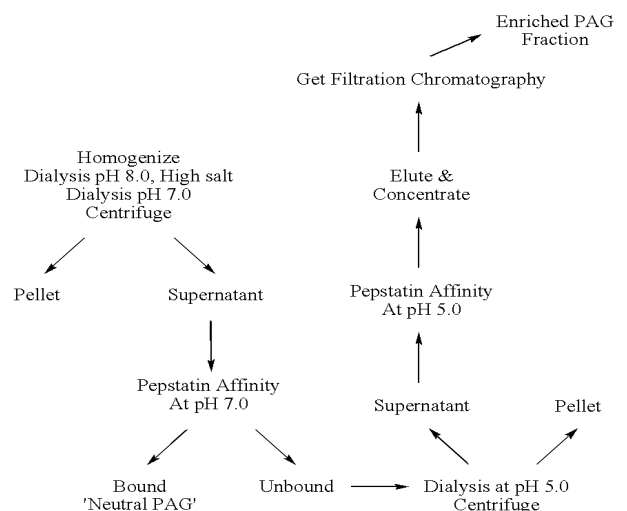 Enriched PAG
Fraction
Get Filtration Chromatography
Homogenize
Dialysis pH 8.0, High salt
Dialysis pH 7.0
Centrifuge
Elute &
Concentrate
Pellet
Supernatant
Pepstatin Affinity
At pH 5.0
Pepstatin Affinity
At pH 7.0
Supernatant
Pellet
Bound
'Neutral PAG'
Unbound
Dialysis at pH 5.0
Centrifuge